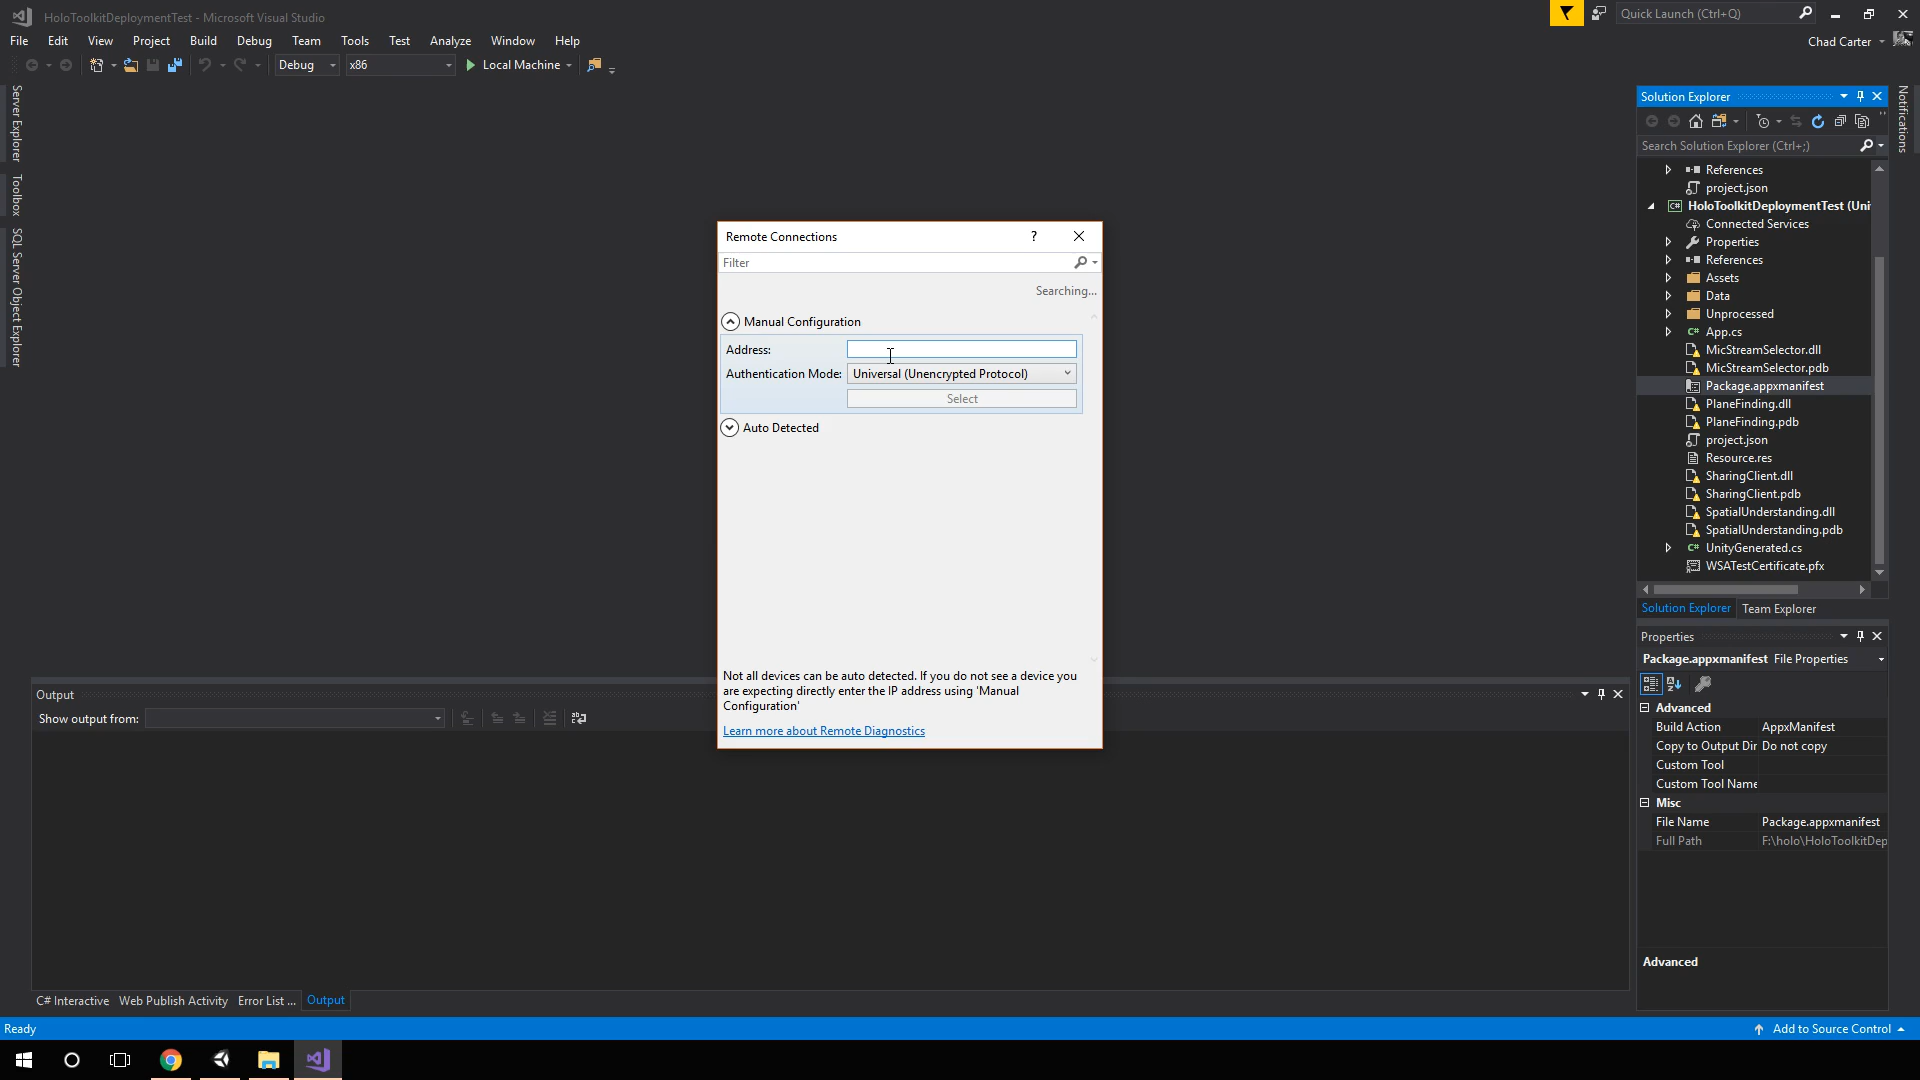 HoloToolkitDeploymentTest - Microsoft Visual Studio
Quick Launch (Ctrl+Q)
File Edit View Project Build Debug Team Tools Test Analyze Window Help
Chad Carter
Debug x86 Local Machine
Server Explorer
Toolbox
SQL Server Object Explorer
Remote Connections ?
Filter
Searching...
Manual Configuration
Address:
Authentication Mode: Universal (Unencrypted Protocol)
Select
Auto Detected
Not all devices can be auto detected. If you do not see a device you
are expecting directly enter the IP address using 'Manual
Configuration'
Learn more about Remote Diagnostics
Solution Explorer
Notifications
Search Solution Explorer (Ctrl+;)
References
project.json
C# HoloToolkitDeploymentTest (Uni
Connected Services
Properties
References
Assets
Data
Unprocessed
C# App.cs
MicStreamSelector.dll
MicStreamSelector.pdb
Package.appxmanifest
PlaneFinding.dll
PlaneFinding.pdb
project.json
Resource.res
SharingClient.dll
SharingClient.pdb
SpatialUnderstanding.dll
SpatialUnderstanding.pdb
C# UnityGenerated.cs
WSATestCertificate.pfx
Solution Explorer Team Explorer
Properties
Package.appxmanifest File Properties
Advanced
Build Action AppxManifest
Copy to Output Dir Do not copy
Custom Tool
Custom Tool Name
Misc
File Name Package.appxmanifest
Full Path F:\holo\HoloToolkitDep
Advanced
Output
Show output from:
C# Interactive Web Publish Activity Error List ... Output
Ready
Add to Source Control